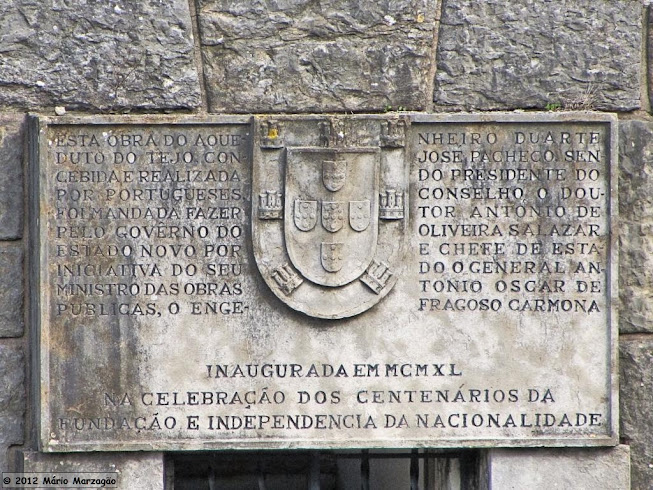 ESTA OBRA DO AQUE
DUTO DO TEJO, CON
CEBIDA E REALIZADA
POR PORTUGUESES
FOI MANDADA FAZER
PELO GOVERNO DO
ESTADO NOVO POR
INICIATIVA DO SEU
MINISTRO DAS OBRAS
PUBLICAS, O ENGE-
NHEIRO DUARTE
JOSE PACHECO SEN
DO PRESIDENTE DO
CONSELHO O DOU-
TOR ANTONIO DE
OLIVEIRA SALAZAR
E CHEFE DE ESTA-
DO O GENERAL AN-
TONIO OSCAR DE
FRAGOSO CARMONA
INAUGURADA EM MCMXL
NA CELEBRAÇÃO DOS CENTENÁRIOS DA
FUNDAÇÃO E INDEPENDENCIA DA NACIONALIDADE
© 2012 Mário Marzagão